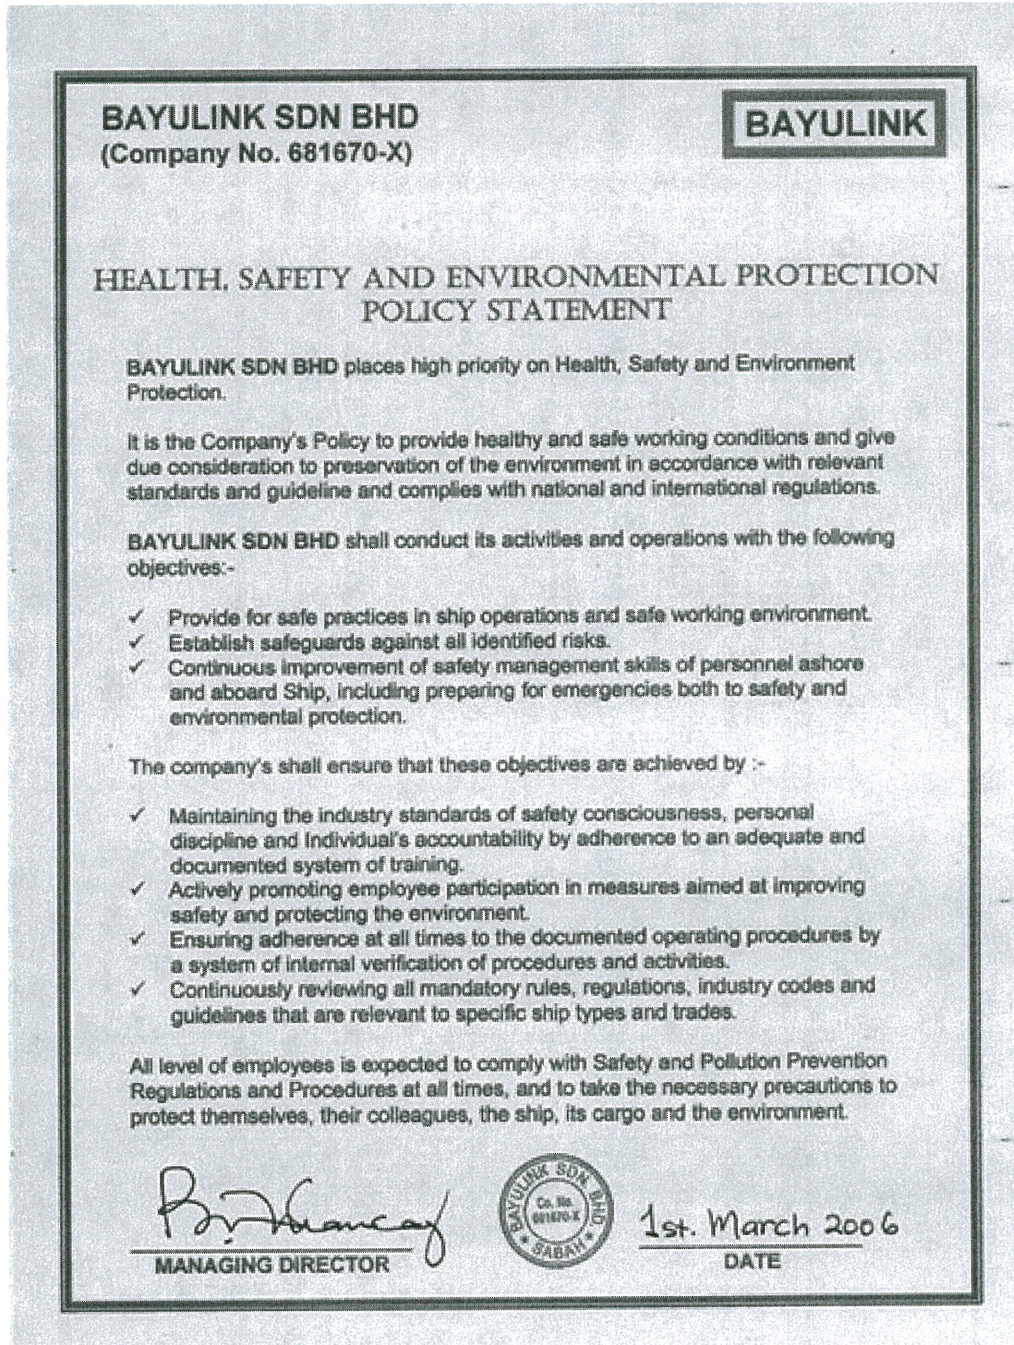 BAYULINK SDN BHD
(Company No. 681670-X)
BAYULINK
HEALTH, SAFETY AND ENVIRONMENTAL PROTECTION
POLICY STATEMENT
BAYULINK SDN BHD places high priority on Health, Safety and Environment
Protection.
It is the Company's Policy to provide healthy and safe working conditions and give
due consideration to preservation of the environment in accordance with relevant
standards and guideline and complies with national and international regulations.
BAYULINK SDN BHD shall conduct its activities and operations with the following
objectives:-
✓ Provide for safe practices in ship operations and safe working environment.
✓ Establish safeguards against all identified risks.
✓ Continuous improvement of safety management skills of personnel ashore
and aboard Ship, including preparing for emergencies both to safety and
environmental protection.
The company's shall ensure that these objectives are achieved by :-
✓ Maintaining the industry standards of safety consciousness, personal
discipline and Individual's accountability by adherence to an adequate and
documented system of training.
✓ Actively promoting employee participation in measures aimed at improving
safety and protecting the environment.
✓ Ensuring adherence at all times to the documented operating procedures by
a system of internal verification of procedures and activities.
✓ Continuously reviewing all mandatory rules, regulations, industry codes and
guidelines that are relevant to specific ship types and trades.
All level of employees is expected to comply with Safety and Pollution Prevention
Regulations and Procedures at all times, and to take the necessary precautions to
protect themselves, their colleagues, the ship, its cargo and the environment.
MANAGING DIRECTOR
BAYULINK SDN. BHD.
Co. No.
681670-X
* SABAH *
1st. March 2006
DATE